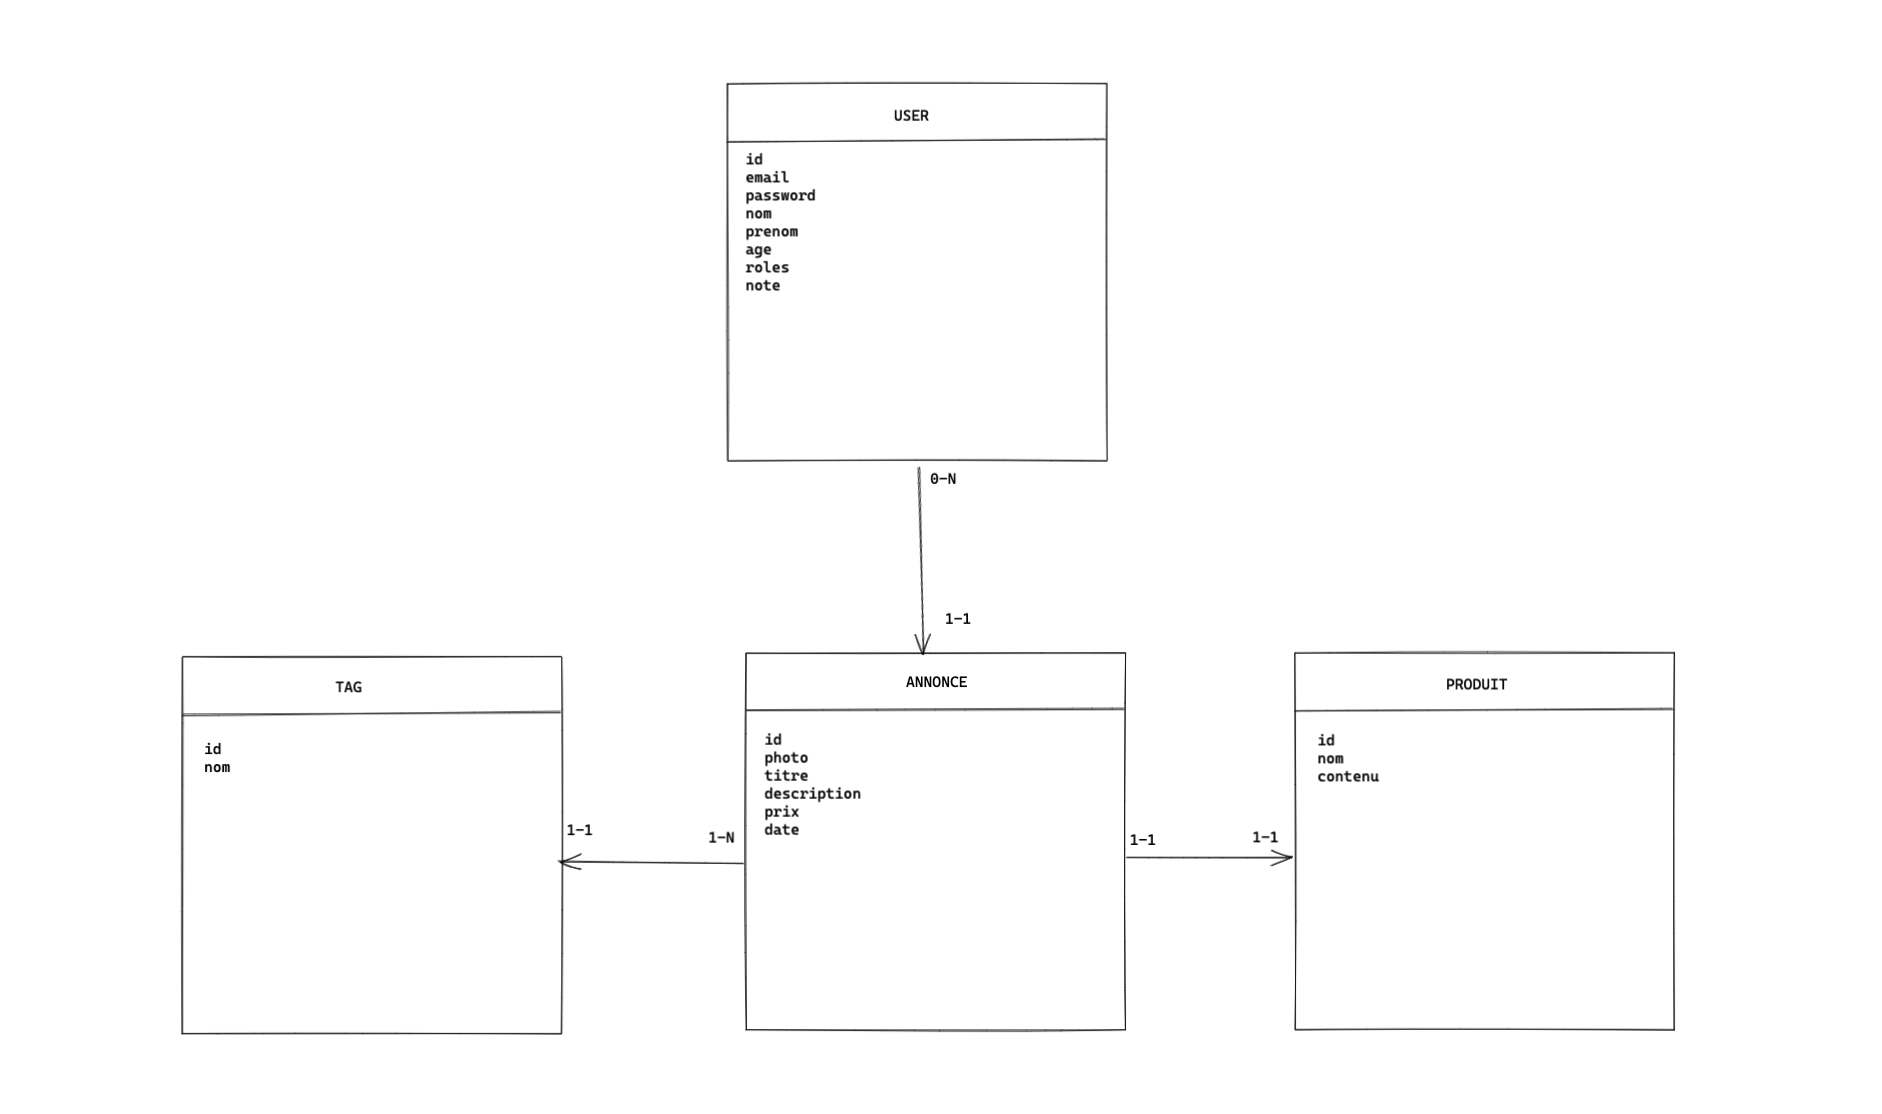 USER
id
email
password
nom
prenom
age
roles
note
0-N
1-1
TAG
id
nom
1-1
1-N
ANNONCE
id
photo
titre
description
prix
date
1-1
1-1
PRODUIT
id
nom
contenu